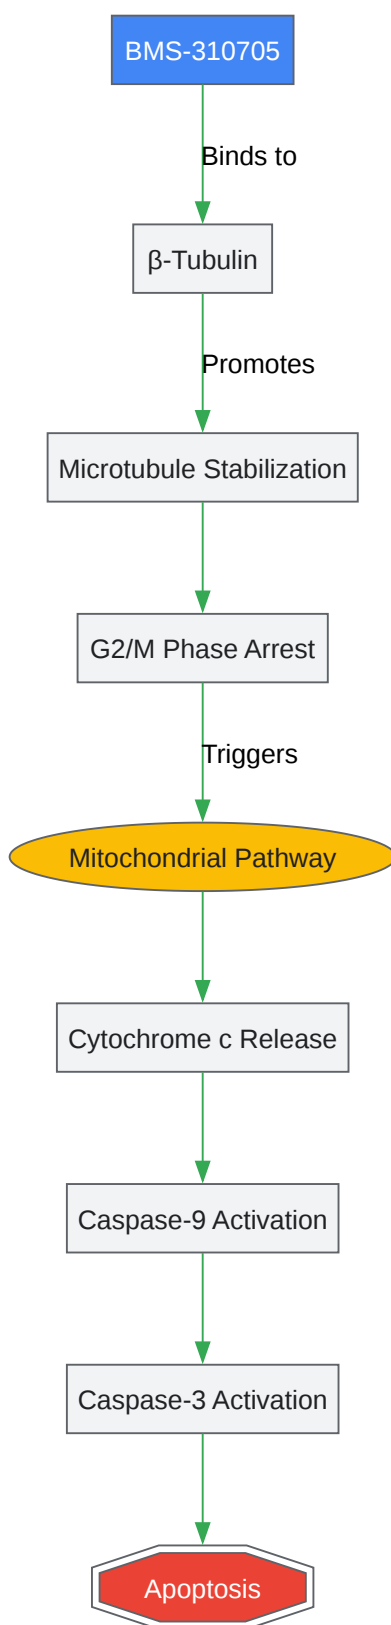 BMS-310705
Binds to
β-Tubulin
Promotes
Microtubule Stabilization
G2/M Phase Arrest
Triggers
Mitochondrial Pathway
Cytochrome c Release
Caspase-9 Activation
Caspase-3 Activation
Apoptosis